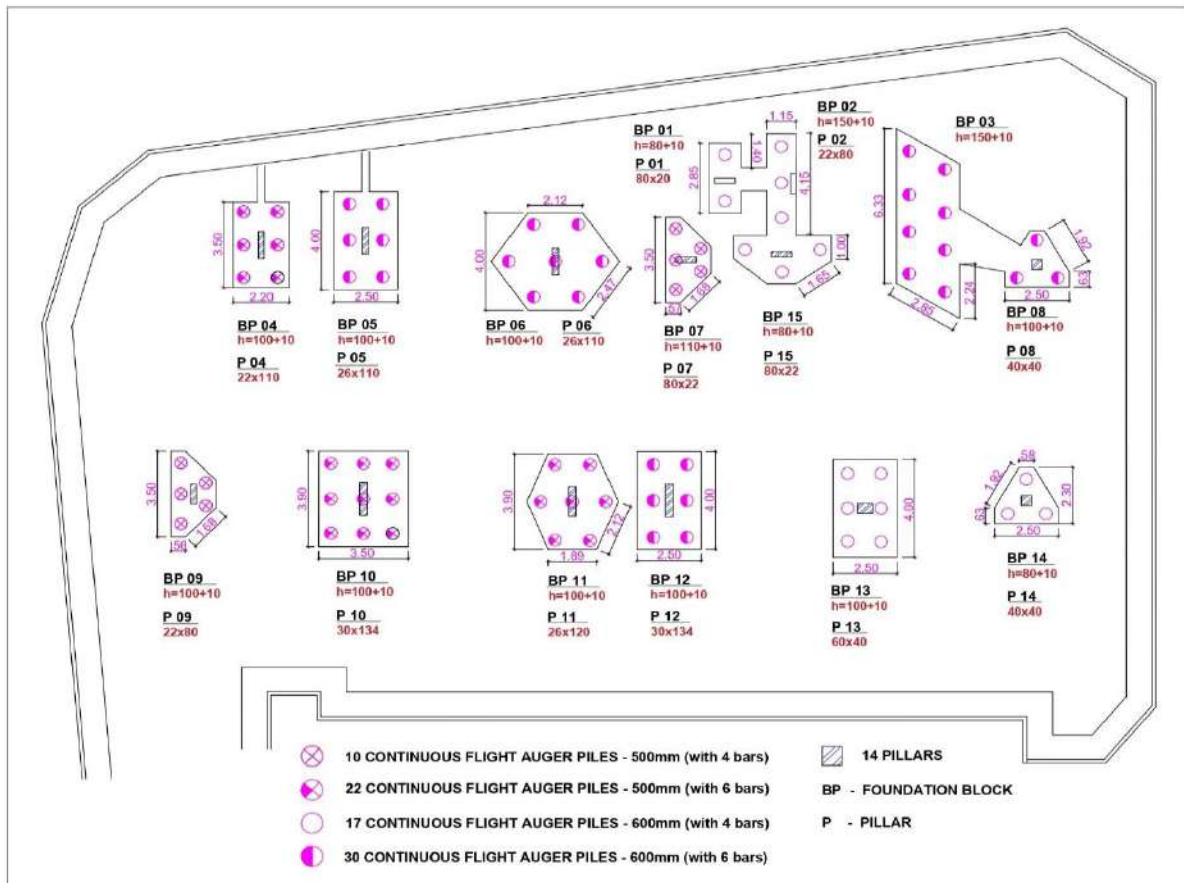 BP 01
h=80+10
P 01
80x20
2.85
1.40
1.15
4.15
BP 02
h=150+10
P 02
22x80
BP 03
h=150+10
6.33
2.85
2.24
1.92
.63
2.50
BP 08
h=100+10
P 08
40x40
3.50
2.20
BP 04
h=100+10
P 04
22x110
4.00
2.50
BP 05
h=100+10
P 05
26x110
2.12
4.00
2.47
BP 06
h=100+10
P 06
26x110
3.50
.57
1.68
BP 07
h=110+10
P 07
80x22
1.00
1.65
BP 15
h=80+10
P 15
80x22
3.50
.56
1.68
BP 09
h=100+10
P 09
22x80
3.90
3.50
BP 10
h=100+10
P 10
30x134
3.90
1.89
2.12
BP 11
h=100+10
P 11
26x120
4.00
2.50
BP 12
h=100+10
P 12
30x134
4.00
2.50
BP 13
h=100+10
P 13
60x40
.58
1.92
.63
2.30
2.50
BP 14
h=80+10
P 14
40x40
10 CONTINUOUS FLIGHT AUGER PILES - 500mm (with 4 bars)
22 CONTINUOUS FLIGHT AUGER PILES - 500mm (with 6 bars)
17 CONTINUOUS FLIGHT AUGER PILES - 600mm (with 4 bars)
30 CONTINUOUS FLIGHT AUGER PILES - 600mm (with 6 bars)
14 PILLARS
BP - FOUNDATION BLOCK
P - PILLAR